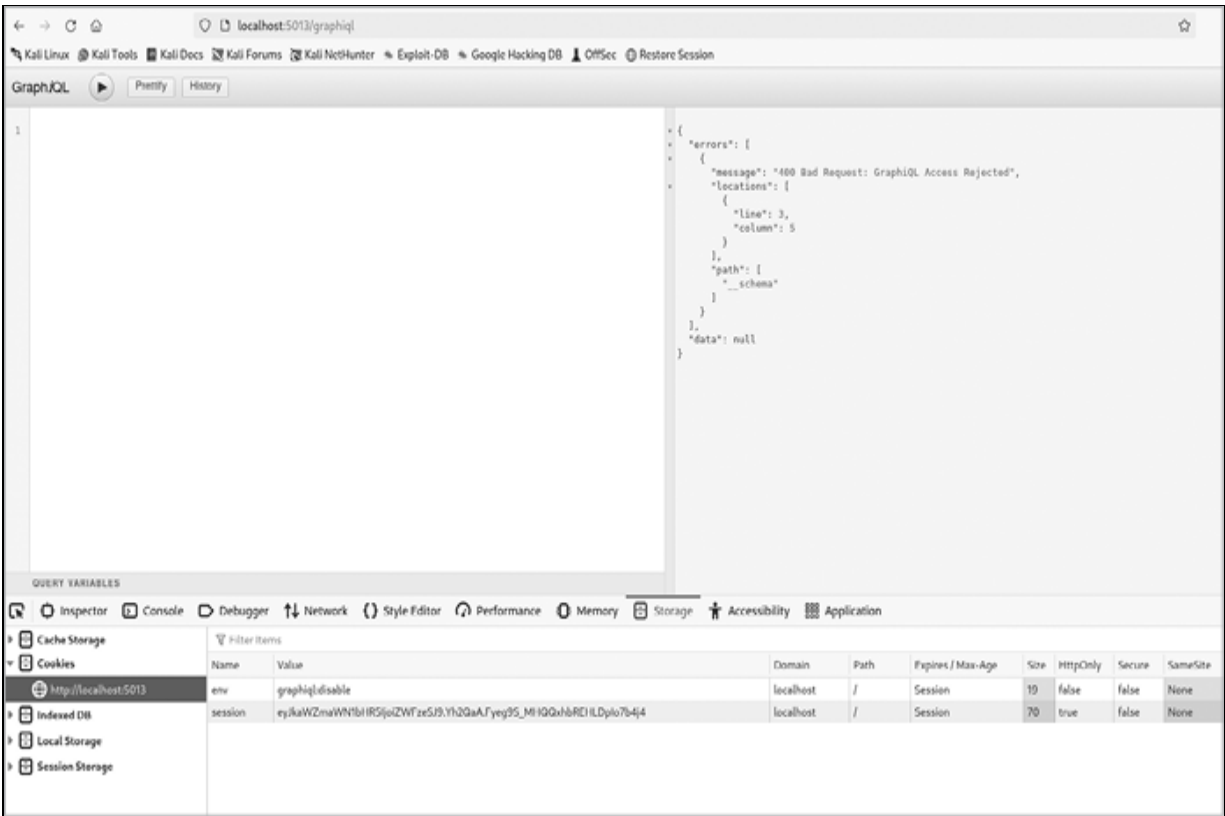 localhost:5013/graphiql
Kali Linux Kali Tools Kali Docs Kali Forums Kali NetHunter Exploit-DB Google Hacking DB OffSec Restore Session
GraphiQL Prettify History
1
{
"errors": [
{
"message": "400 Bad Request: GraphiQL Access Rejected",
"locations": [
{
"line": 3,
"column": 5
}
],
"path": [
"__schema"
]
}
],
"data": null
}
QUERY VARIABLES
Inspector Console Debugger Network {} Style Editor Performance Memory Storage Accessibility Application
Cache Storage
Filter Items
Cookies
Name Value Domain Path Expires / Max-Age Size HttpOnly Secure SameSite
http://localhost:5013
env graphiql:disable localhost / Session 19 false false None
Indexed DB
session localhost / Session 70 true false None
Local Storage
Session Storage